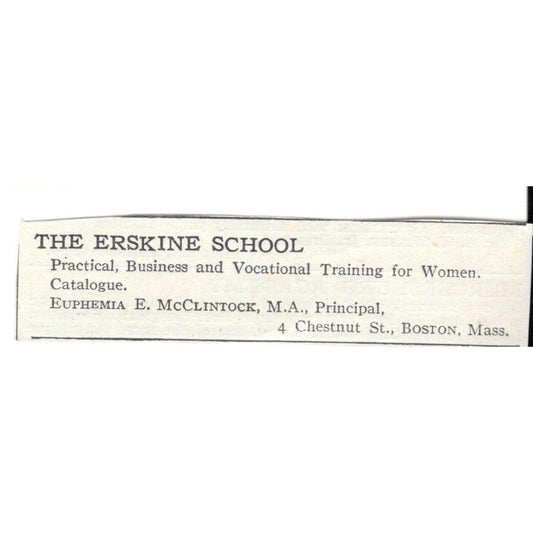 THE ERSKINE SCHOOL
Practical, Business and Vocational Training for Women.
Catalogue.
EUPHEMIA E. MCCLINTOCK, M.A., Principal,
4 Chestnut St., BOSTON, Mass.